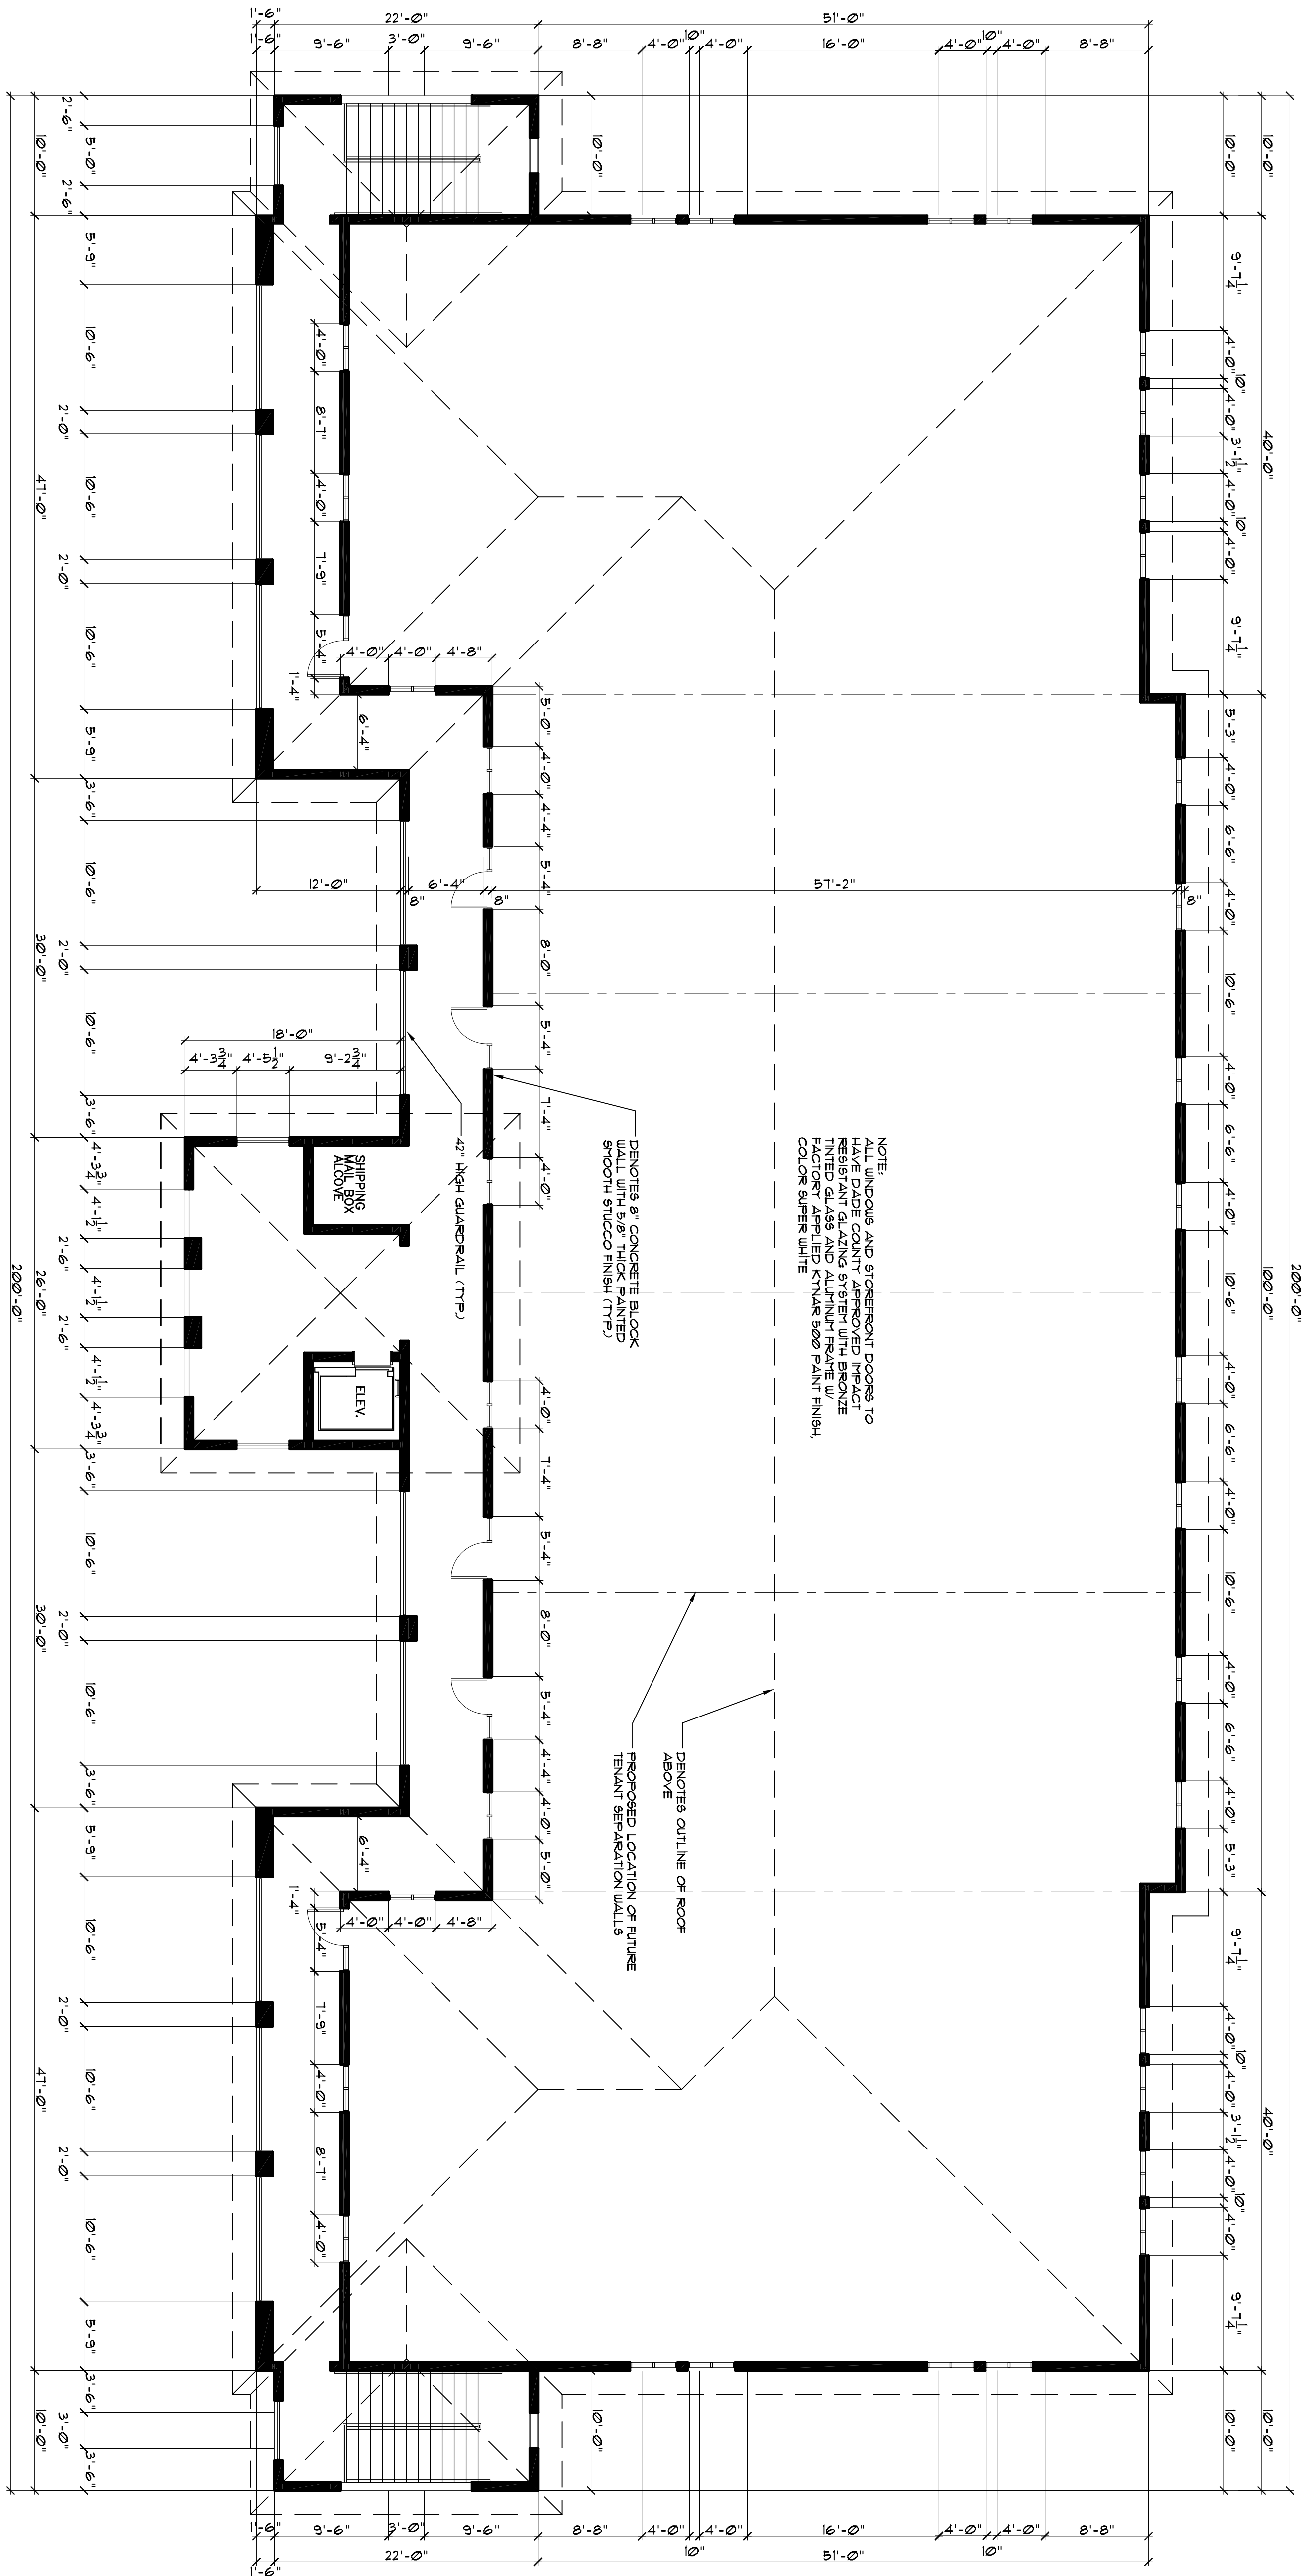 200'-0"
10'-0" 40'-0" 100'-0" 40'-0" 10'-0"
10'-0" 9'-7 1/4" 4'-0" 10" 4'-0" 3'-1 1/2" 4'-0" 10" 4'-0" 9'-7 1/4" 5'-3" 4'-0" 6'-6" 4'-0" 10'-6" 4'-0" 6'-6" 4'-0" 10'-6" 4'-0" 6'-6" 4'-0" 10'-6" 4'-0" 6'-6" 4'-0" 5'-3" 9'-7 1/4" 4'-0" 10" 4'-0" 3'-1 1/2" 4'-0" 10" 4'-0" 9'-7 1/4" 10'-0"
1'-6" 22'-0" 51'-0"
1'-6" 9'-6" 3'-0" 9'-6" 8'-8" 4'-0" 10" 4'-0" 16'-0" 4'-0" 10" 4'-0" 8'-8"
NOTE:
ALL WINDOWS AND STOREFRONT DOORS TO
HAVE DADE COUNTY APPROVED IMPACT
RESISTANT GLAZING SYSTEM WITH BRONZE
TINTED GLASS AND ALUMINUM FRAME W/
FACTORY APPLIED KYNAR 500 PAINT FINISH,
COLOR SUPER WHITE
DENOTES OUTLINE OF ROOF
ABOVE
DENOTES 8" CONCRETE BLOCK
WALL WITH 5/8" THICK PAINTED
SMOOTH STUCCO FINISH (TYP.)
PROPOSED LOCATION OF FUTURE
TENANT SEPARATION WALLS
10'-0" 10'-0"
5'-0" 4'-0" 4'-4" 5'-4" 8'-0" 5'-4" 7'-4" 4'-0" 4'-0" 7'-4" 5'-4" 8'-0" 5'-4" 4'-4" 4'-0" 5'-0"
12'-0" 8" 6'-4" 8" 57'-2" 8"
42" HIGH GUARDRAIL (TYP.)
4'-0" 4'-0" 4'-8"
6'-4"
4'-0" 8'-7" 4'-0" 7'-9" 5'-4" 1'-4"
SHIPPING
MAIL BOX
ALCOVE
ELEV.
6'-4"
4'-0" 4'-0" 4'-8"
1'-4" 5'-4" 7'-9" 4'-0" 8'-7" 4'-0"
18'-0"
4'-3 3/4" 4'-5 1/2" 9'-2 3/4"
2'-6" 5'-0" 2'-6" 5'-9" 10'-6" 2'-0" 10'-6" 2'-0" 10'-6" 5'-9" 3'-6" 10'-6" 2'-0" 10'-6" 3'-6" 4'-3 3/4" 4'-1 1/2" 2'-6" 4'-1 1/2" 2'-6" 4'-1 1/2" 4'-3 3/4" 3'-6" 10'-6" 2'-0" 10'-6" 3'-6" 5'-9" 10'-6" 2'-0" 10'-6" 2'-0" 10'-6" 5'-9" 3'-6" 3'-0" 3'-6"
10'-0" 47'-0" 30'-0" 26'-0" 30'-0" 47'-0" 10'-0"
200'-0"
1'-6" 9'-6" 3'-0" 9'-6" 8'-8" 4'-0" 10" 4'-0" 16'-0" 4'-0" 10" 4'-0" 8'-8"
1'-6" 22'-0" 51'-0"